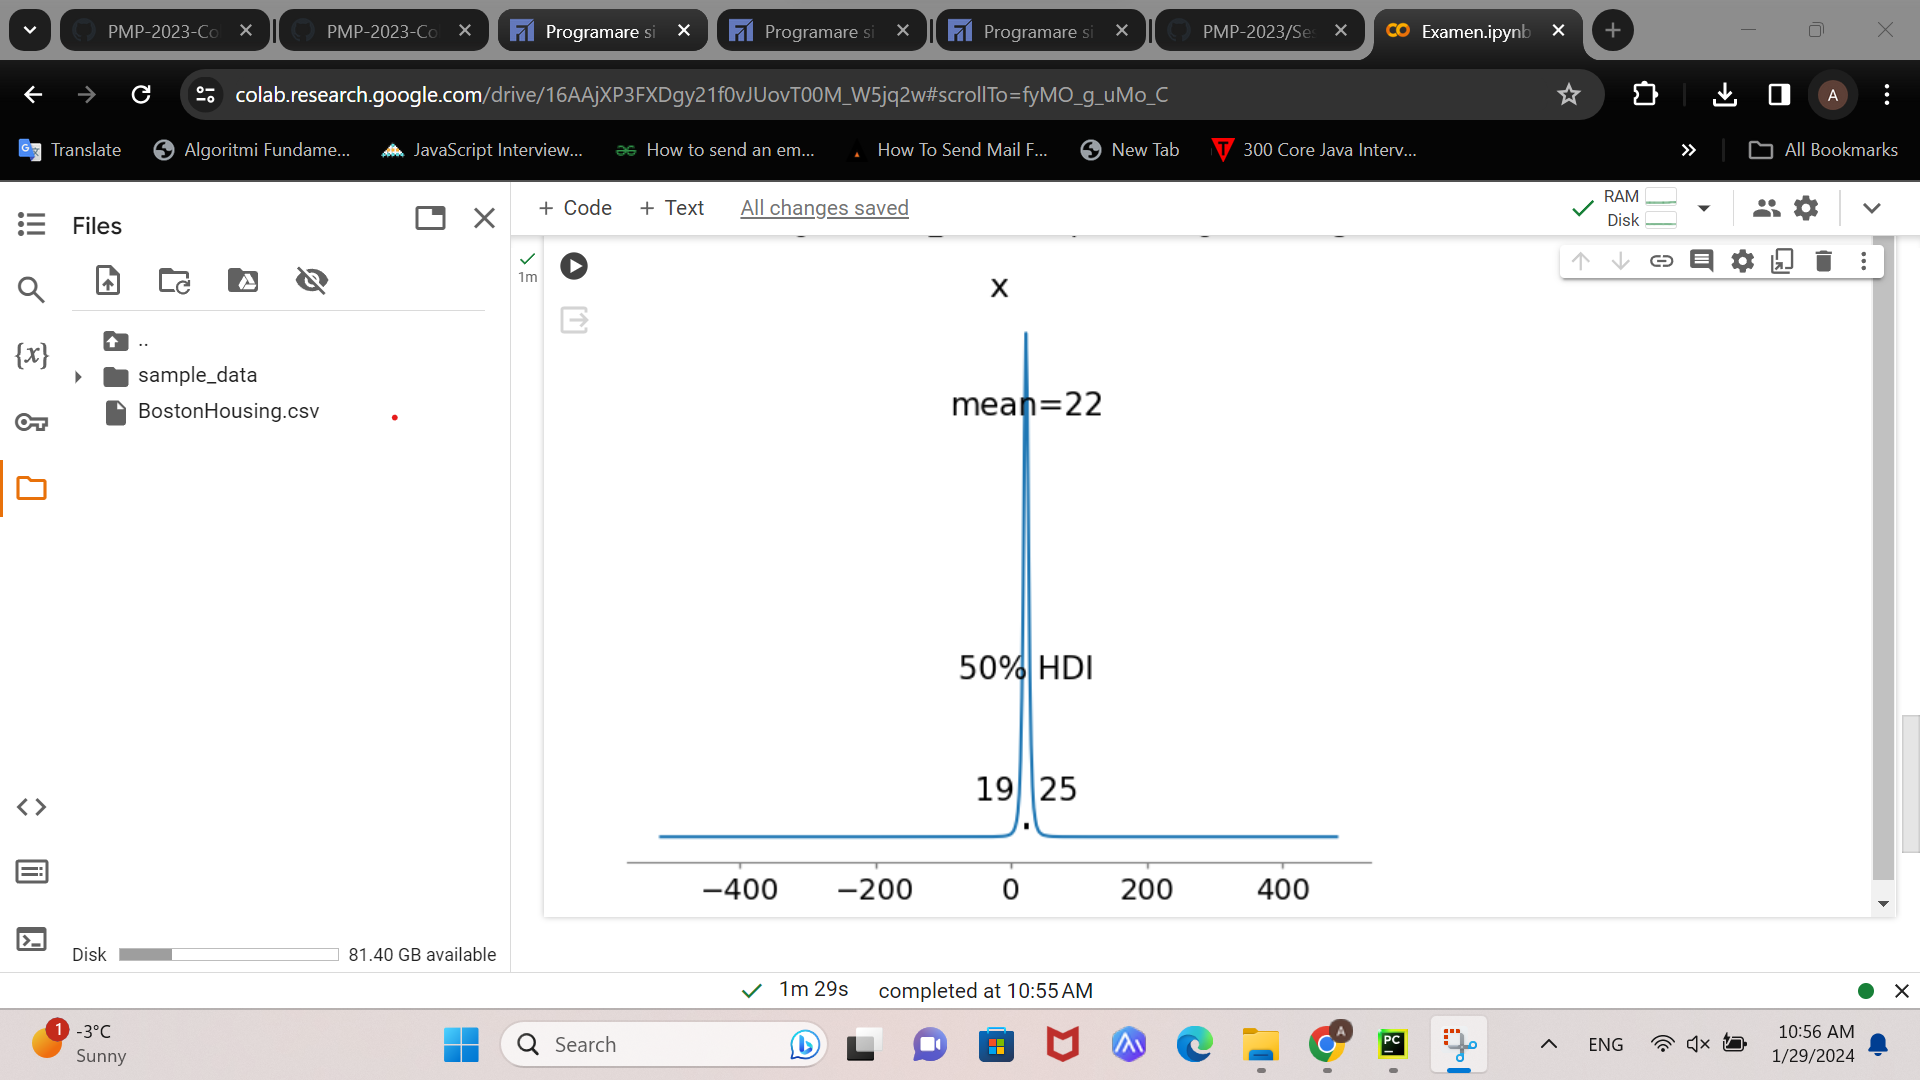 PMP-2023-Co
PMP-2023-Co
Programare si
Programare si
Programare si
PMP-2023/Ses
Examen.ipynb
colab.research.google.com/drive/16AAjXP3FXDgy21f0vJUovT00M_W5jq2w#scrollTo=fyMO_g_uMo_C
A
Translate
Algoritmi Fundame...
JavaScript Interview...
How to send an em...
How To Send Mail F...
New Tab
300 Core Java Interv...
All Bookmarks
Files
+ Code
+ Text
All changes saved
RAM
Disk
1m
{x}
..
sample_data
BostonHousing.csv
x
mean=22
50% HDI
19 25
−400 −200 0 200 400
Disk
81.40 GB available
1m 29s completed at 10:55 AM
1
-3°C
Sunny
Search
A
PC
ENG
10:56 AM
1/29/2024